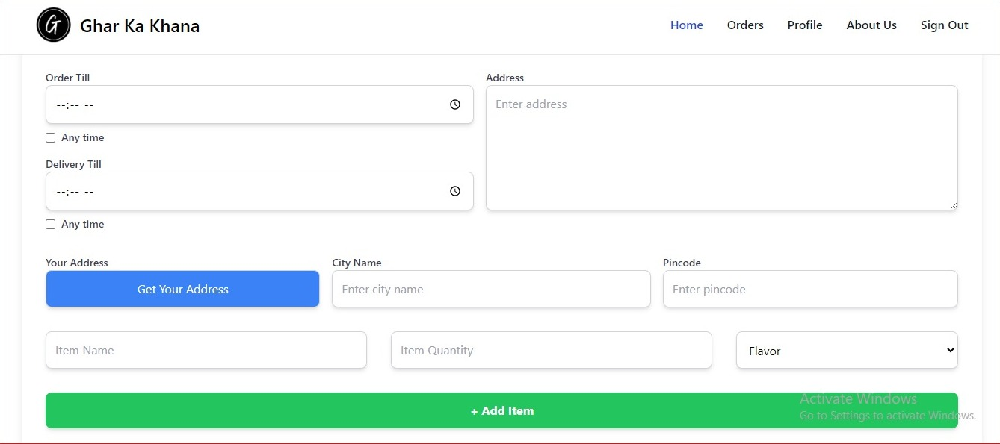 G Ghar Ka Khana
Home Orders Profile About Us Sign Out
Order Till
--:-- --
Any time
Delivery Till
--:-- --
Any time
Address
Enter address
Your Address
Get Your Address
City Name
Enter city name
Pincode
Enter pincode
Item Name
Item Quantity
Flavor
+ Add Item
Activate Windows
Go to Settings to activate Windows.